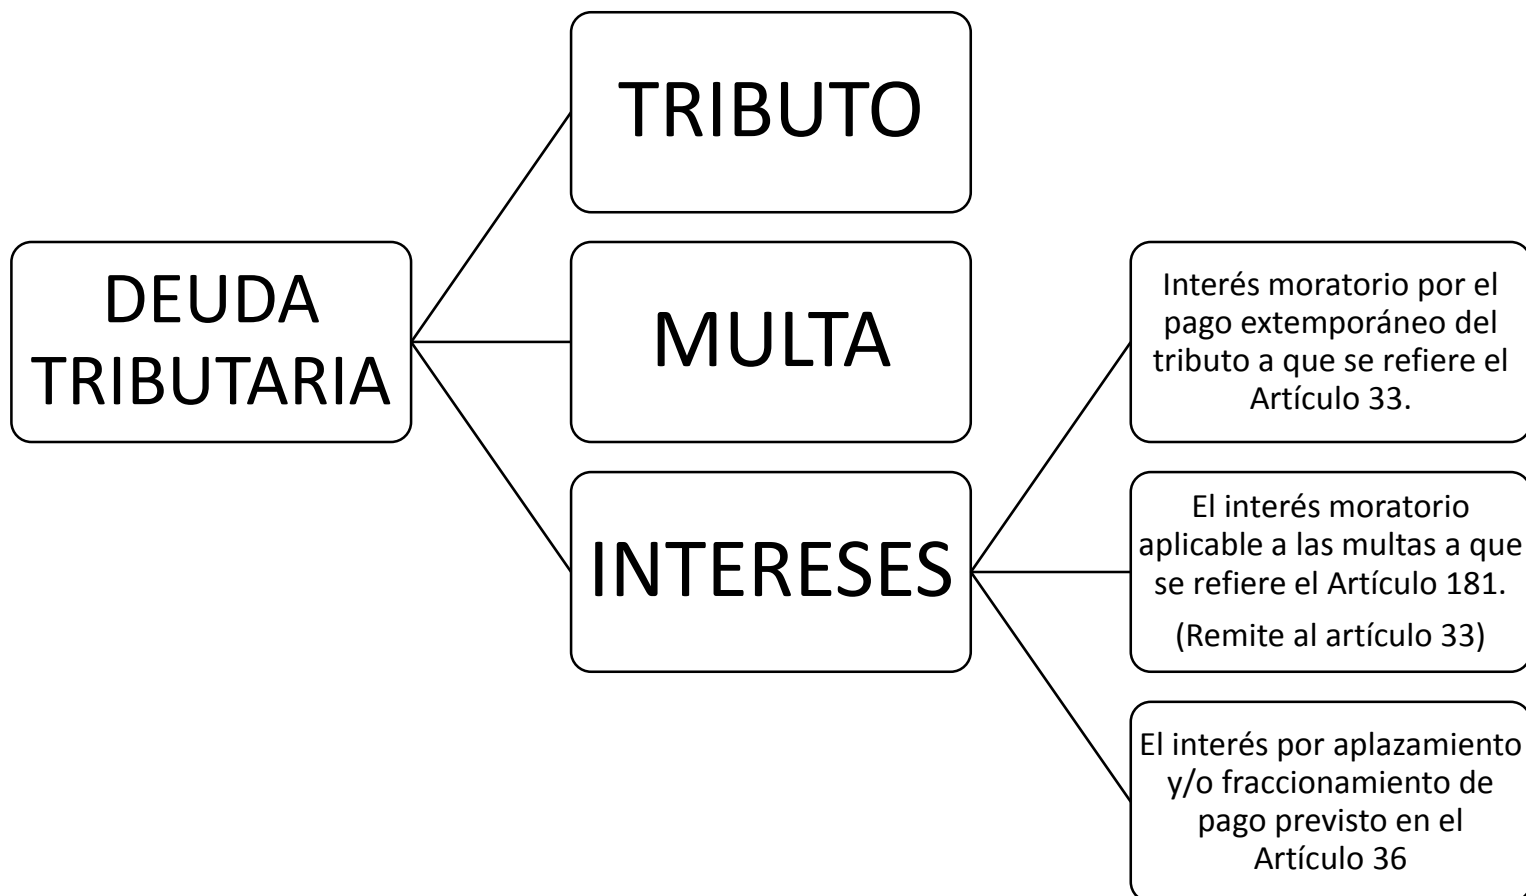 TRIBUTO
DEUDA
TRIBUTARIA
MULTA
INTERESES
Interés moratorio por el
pago extemporáneo del
tributo a que se refiere el
Artículo 33.
El interés moratorio
aplicable a las multas a que
se refiere el Artículo 181.
(Remite al artículo 33)
El interés por aplazamiento
y/o fraccionamiento de
pago previsto en el
Artículo 36